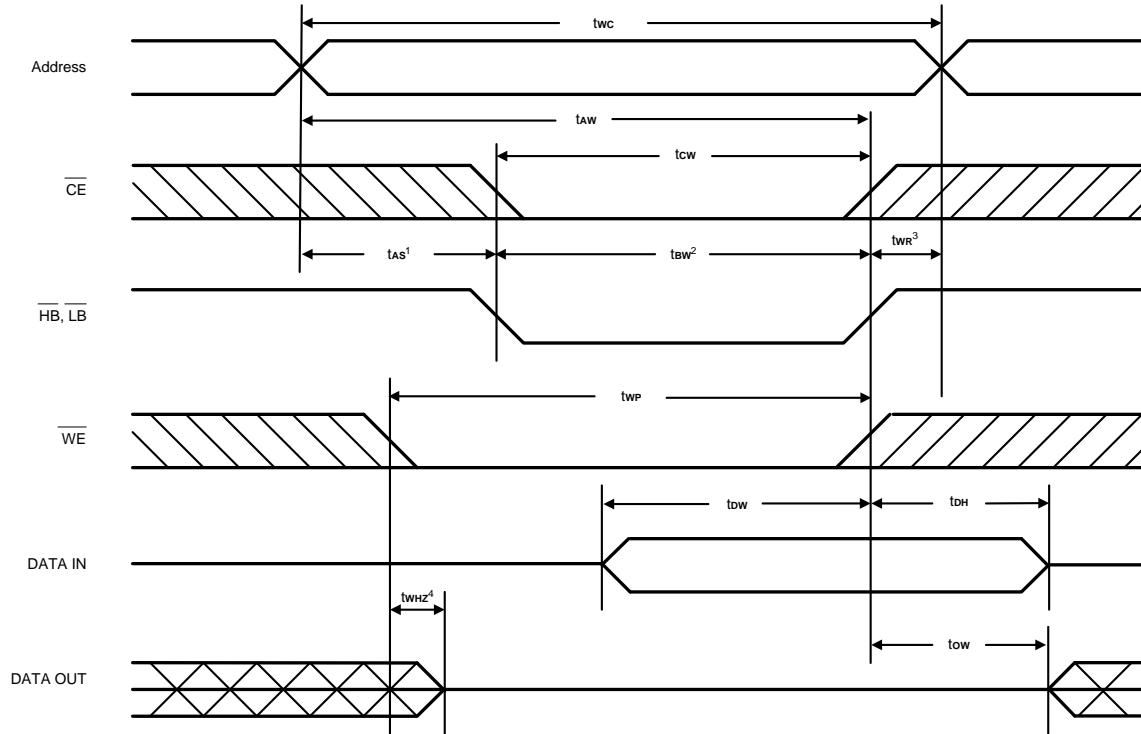 tWC
Address
tAW
tCW
CE
tAS1
tBW2
tWR3
HB, LB
tWP
WE
tDW
tDH
DATA IN
tWHZ4
tOW
DATA OUT